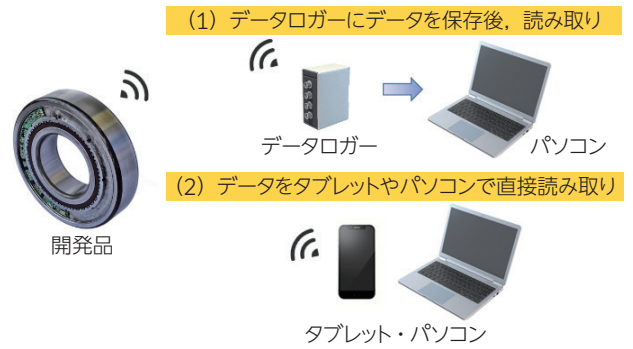 (1) データロガーにデータを保存後，読み取り
データロガー
パソコン
(2) データをタブレットやパソコンで直接読み取り
開発品
タブレット・パソコン